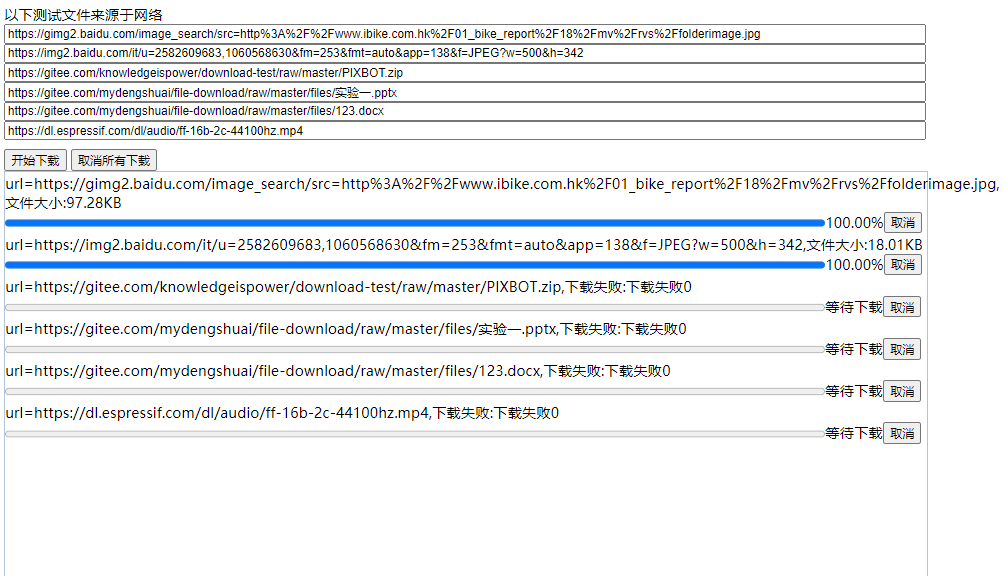 以下测试文件来源于网络
https://gimg2.baidu.com/image_search/src=http%3A%2F%2Fwww.ibike.com.hk%2F01_bike_report%2F18%2Fmv%2Frvs%2Ffolderimage.jpg
https://img2.baidu.com/it/u=2582609683,1060568630&fm=253&fmt=auto&app=138&f=JPEG?w=500&h=342
https://gitee.com/knowledgeispower/download-test/raw/master/PIXBOT.zip
https://gitee.com/mydengshuai/file-download/raw/master/files/实验一.pptx
https://gitee.com/mydengshuai/file-download/raw/master/files/123.docx
https://dl.espressif.com/dl/audio/ff-16b-2c-44100hz.mp4
开始下载 取消所有下载
url=https://gimg2.baidu.com/image_search/src=http%3A%2F%2Fwww.ibike.com.hk%2F01_bike_report%2F18%2Fmv%2Frvs%2Ffolderimage.jpg,
文件大小:97.28KB
100.00% 取消
url=https://img2.baidu.com/it/u=2582609683,1060568630&fm=253&fmt=auto&app=138&f=JPEG?w=500&h=342,文件大小:18.01KB
100.00% 取消
url=https://gitee.com/knowledgeispower/download-test/raw/master/PIXBOT.zip,下载失败:下载失败0
等待下载 取消
url=https://gitee.com/mydengshuai/file-download/raw/master/files/实验一.pptx,下载失败:下载失败0
等待下载 取消
url=https://gitee.com/mydengshuai/file-download/raw/master/files/123.docx,下载失败:下载失败0
等待下载 取消
url=https://dl.espressif.com/dl/audio/ff-16b-2c-44100hz.mp4,下载失败:下载失败0
等待下载 取消